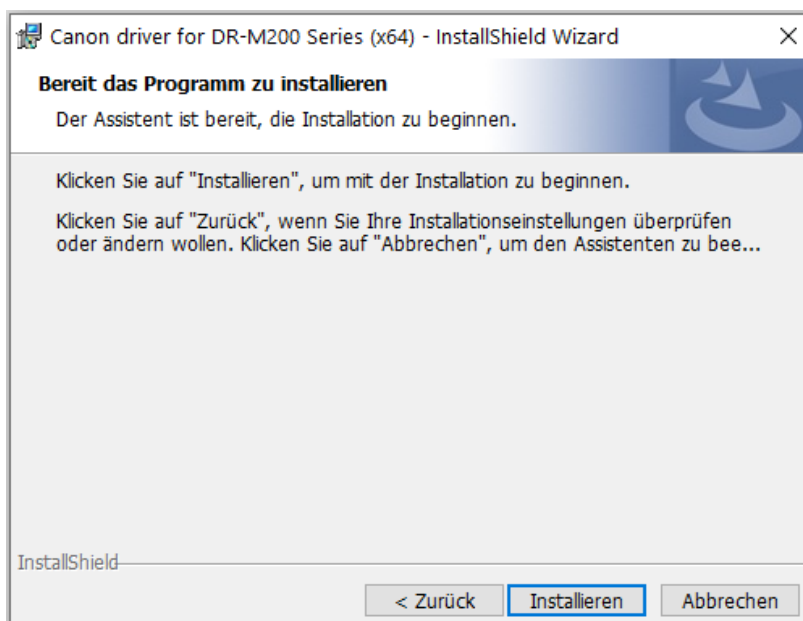 Canon driver for DR-M200 Series (x64) - InstallShield Wizard
Bereit das Programm zu installieren
Der Assistent ist bereit, die Installation zu beginnen.
Klicken Sie auf "Installieren", um mit der Installation zu beginnen.
Klicken Sie auf "Zurück", wenn Sie Ihre Installationseinstellungen überprüfen
oder ändern wollen. Klicken Sie auf "Abbrechen", um den Assistenten zu bee...
InstallShield
< Zurück Installieren Abbrechen